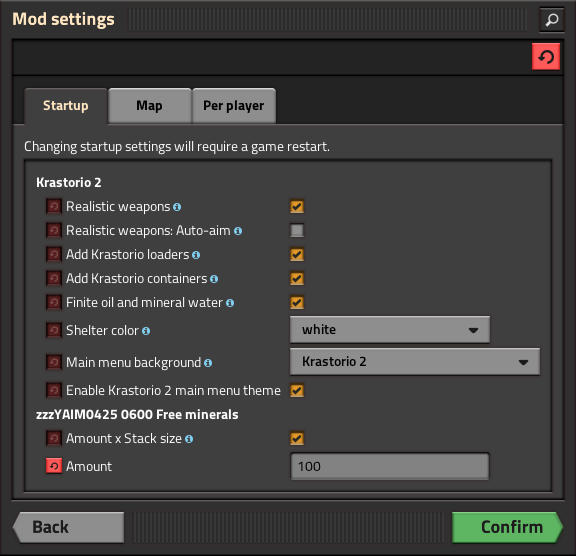 Mod settings
Startup
Map
Per player
Changing startup settings will require a game restart.
Krastorio 2
Realistic weapons
Realistic weapons: Auto-aim
Add Krastorio loaders
Add Krastorio containers
Finite oil and mineral water
Shelter color white
Main menu background Krastorio 2
Enable Krastorio 2 main menu theme
zzzYAIM0425 0600 Free minerals
Amount x Stack size
Amount 100
Back
Confirm